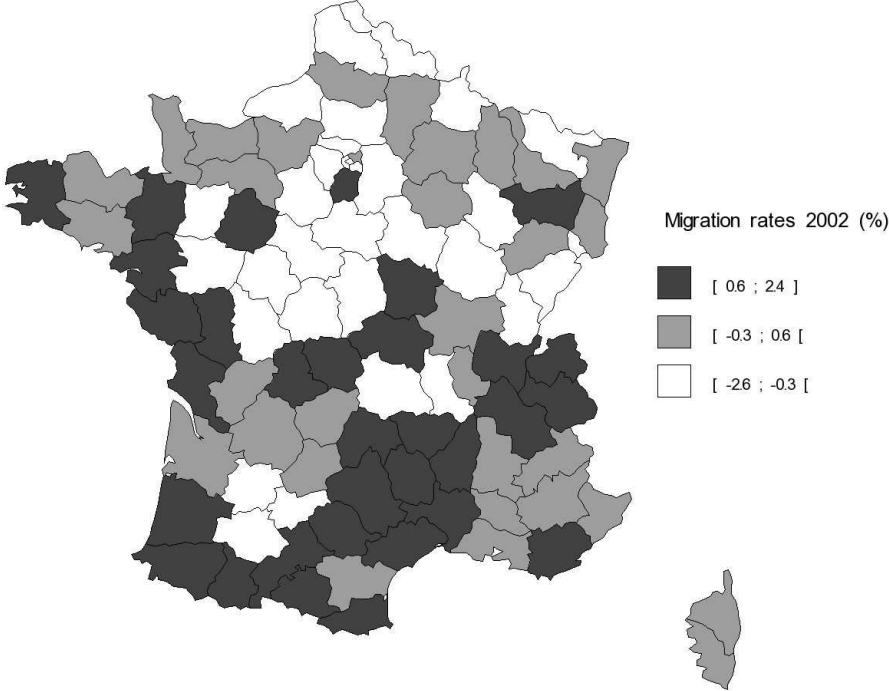 Migration rates 2002 (%)
[ 0.6 ; 2.4 ]
[ -0.3 ; 0.6 [
[ -2.6 ; -0.3 [